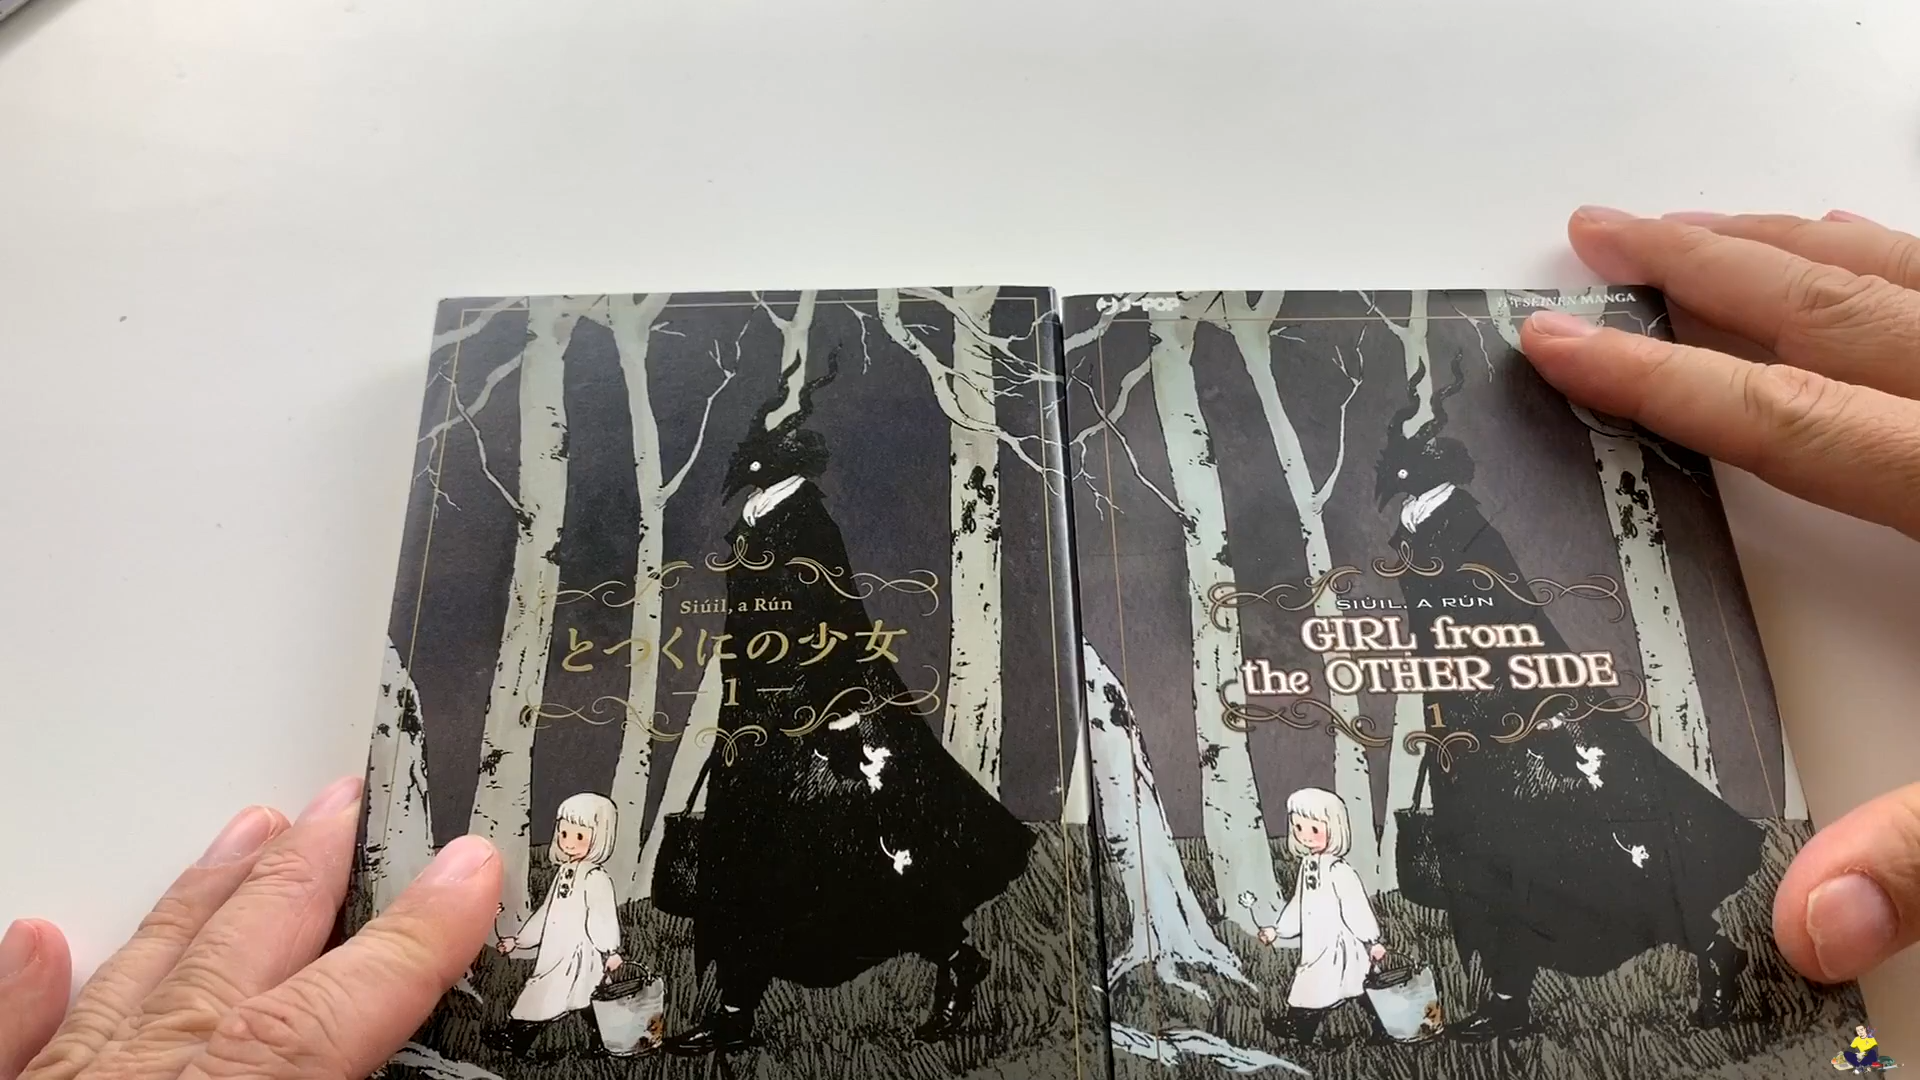 Siúil, a Rún
とつくにの少女
1
J-POP
SEINEN MANGA
SIÚIL, A RÚN
GIRL from
the OTHER SIDE
1